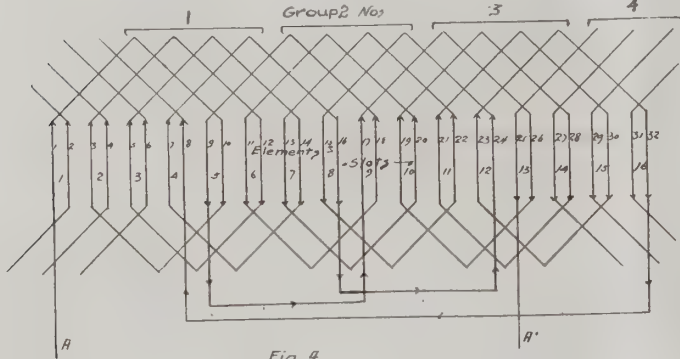 1 Group 2 Nos 3 4
1 2 3 4 5 6 7 8 9 10 11 12 13 14 15 16 17 18 19 20 21 22 23 24 25 26 27 28 29 30 31 32
Elements
Slots
1 2 3 4 5 6 7 8 9 10 11 12 13 14 15 16
A A'
Fig. 4